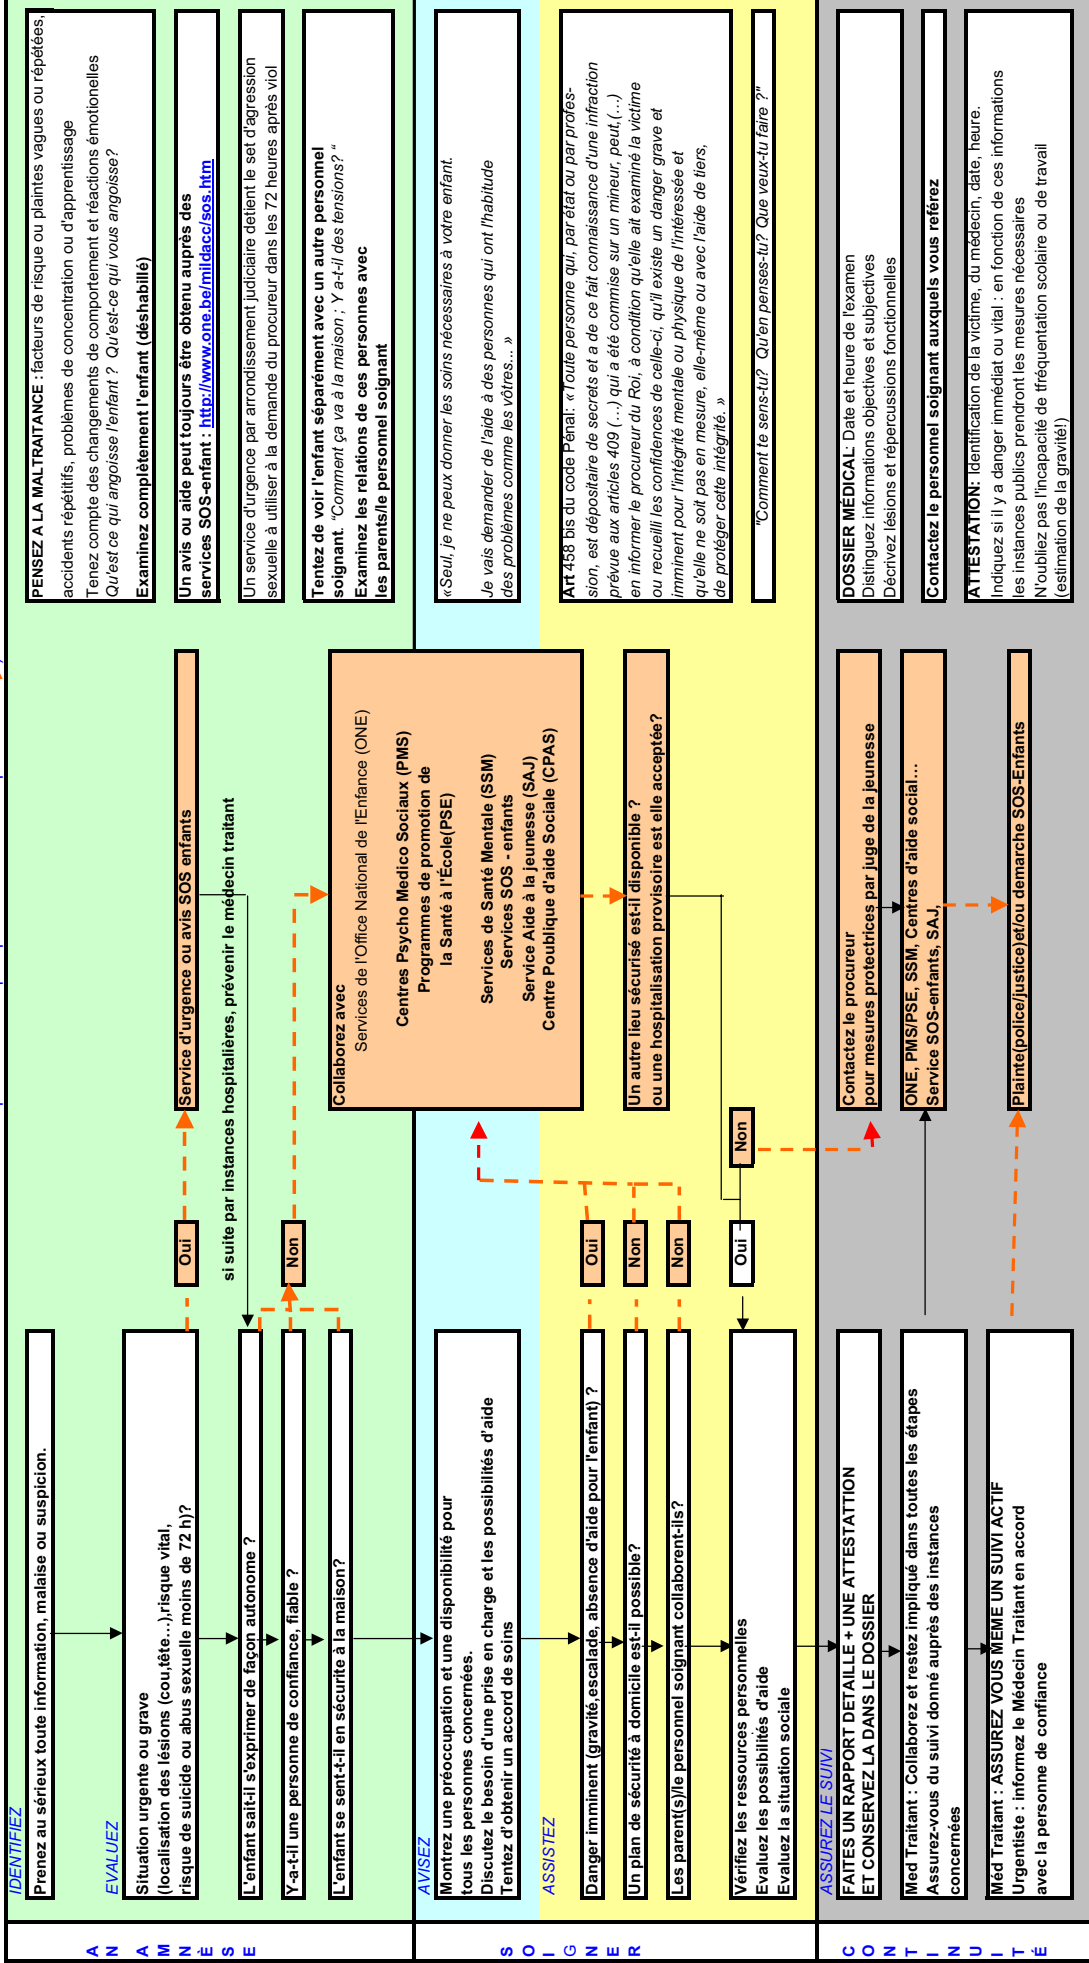 A
N
A
M
N
È
S
E
IDENTIFIEZ
Prenez au sérieux toute information, malaise ou suspicion.
EVALUEZ
Situation urgente ou grave
(localisation des lésions (cou,tête...),risque vital,
risque de suicide ou abus sexuelle moins de 72 h)?
L'enfant sait-il s'exprimer de façon autonome ?
Y-a-t-il une personne de confiance, fiable ?
L'enfant se sent-t-il en sécurite à la maison?
Oui
Service d'urgence ou avis SOS enfants
si suite par instances hospitalières, prévenir le médecin traitant
Non
PENSEZ A LA MALTRAITANCE : facteurs de risque ou plaintes vagues ou répétées,
accidents répétitifs, problèmes de concentration ou d'apprentissage
Tenez compte des changements de comportement et réactions émotionelles
Qu'est ce qui angoisse l'enfant ? Qu'est-ce qui vous angoisse?
Examinez complètement l'enfant (déshabillé)
Un avis ou aide peut toujours être obtenu auprès des
services SOS-enfant : http://www.one.be/mildacc/sos.htm
Un service d'urgence par arrodissement judiciaire détient le set d'agression
sexuelle à utiliser à la demande du procureur dans les 72 heures après viol
Tentez de voir l'enfant séparément avec un autre personnel
soignant. "Comment ça va à la maison ; Y a-t-il des tensions? “
Examinez les relations de ces personnes avec
les parents/le personnel soignant
S
O
I
G
N
E
R
AVISEZ
Montrez une préoccupation et une disponibilité pour
tous les personnes concernées.
Discutez le besoin d'une prise en charge et les possibilités d'aide
Tentez d'obtenir un accord de soins
Collaborez avec
Services de l'Office National de l'Enfance (ONE)
Centres Psycho Medico Sociaux (PMS)
Programmes de promotion de
la Santé à l'École(PSE)
Services de Santé Mentale (SSM)
Services SOS - enfants
Service Aide à la jeunesse (SAJ)
Centre Poublique d'aide Sociale (CPAS)
«Seul, je ne peux donner les soins nécessaires à votre enfant.
Je vais demander de l'aide à des personnes qui ont l'habitude
des problèmes comme les vôtres... »
ASSISTEZ
Danger imminent (gravité,escalade, absence d'aide pour l'enfant) ?
Un plan de sécurité à domicile est-il possible?
Les parent(s)/le personnel soignant collaborent-ils?
Vérifiez les ressources personnelles
Evaluez les possibilités d'aide
Evaluez la situation sociale
Oui
Non
Non
Oui
Non
Un autre lieu sécurisé est-il disponible ?
ou une hospitalisation provisoire est elle acceptée?
Art 458 bis du code Pénal: «Toute personne qui, par état ou par profes-
sion, est dépositaire de secrets et a de ce fait connaissance d'une infraction
prévue aux articles 409 (…) qui a été commise sur un mineur, peut,(…)
en informer le procureur du Roi, à condition qu'elle ait examiné la victime
ou recueilli les confidences de celle-ci, qu'il existe un danger grave et
imminent pour l'intégrité mentale ou physique de l'intéressée et
qu'elle ne soit pas en mesure, elle-même ou avec l'aide de tiers,
de protéger cette intégrité. »
"Comment te sens-tu? Qu'en penses-tu? Que veux-tu faire ?"
C
O
N
T
I
N
U
I
T
É
ASSUREZ LE SUIVI
FAITES UN RAPPORT DETAILLE + UNE ATTESTATTION
ET CONSERVEZ LA DANS LE DOSSIER
Med Traitant : Collaborez et restez impliqué dans toutes les étapes
Assurez-vous du suivi donné auprès des instances
concernées
Méd Traitant : ASSUREZ VOUS MEME UN SUIVI ACTIF
Urgentiste : informez le Médecin Traitant en accord
avec la personne de confiance
Contactez le procureur
pour mesures protectrices par juge de la jeunesse
ONE, PMS/PSE, SSM, Centres d'aide social…
Service SOS-enfants, SAJ,
Plainte(police/justice)et/ou demarche SOS-Enfants
DOSSIER MÉDICAL: Date et heure de l'examen
Distinguez informations objectives et subjectives
Décrivez lésions et répercussions fonctionnelles
Contactez le personnel soignant auxquels vous reférez
ATTESTATION: Identification de la victime, du médecin, date, heure.
Indiquez si il y a danger immédiat ou vital : en fonction de ces informations
les instances publics prendront les mesures nécessaires
N'oubliez pas l'incapacité de tfréquentation scolaire ou de travail
(estimation de la gravité!)